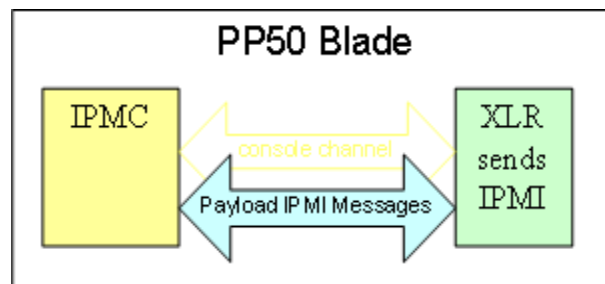 PP50 Blade
IPMC
XLR
sends
IPMI
console channel
Payload IPMI Messages